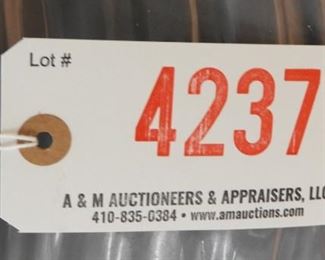 Lot #
4237
A & M AUCTIONEERS & APPRAISERS, LLC
410-835-0384 • www.amauctions.com